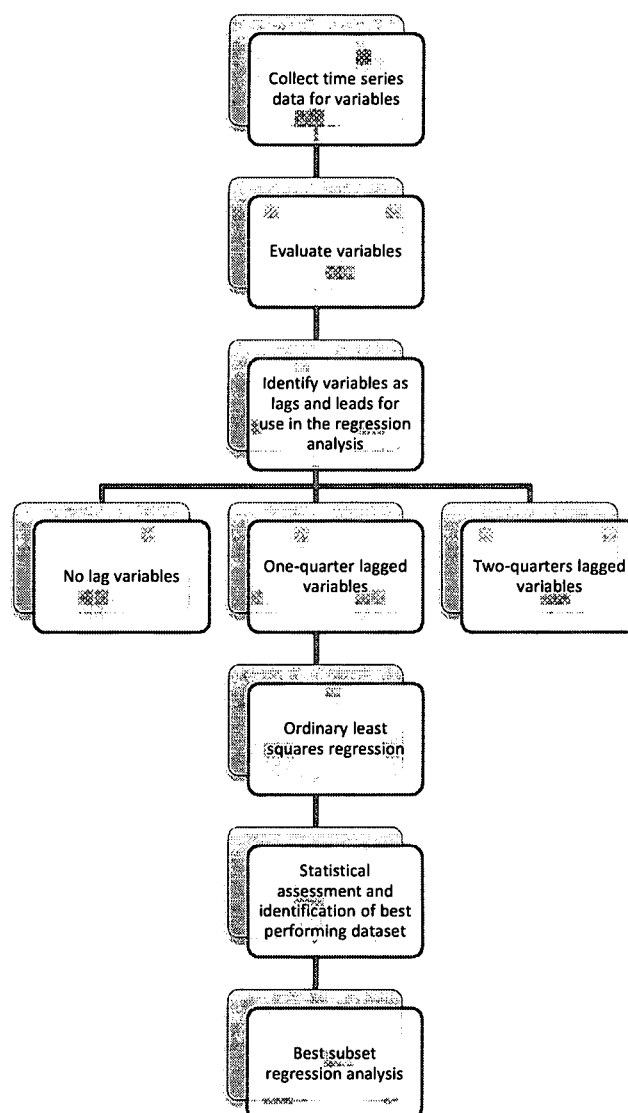 Collect time series
data for variables
Evaluate variables
Identify variables as
lags and leads for
use in the regression
analysis
No lag variables
One-quarter lagged
variables
Two-quarters lagged
variables
Ordinary least
squares regression
Statistical
assessment and
identification of best
performing dataset
Best subset
regression analysis